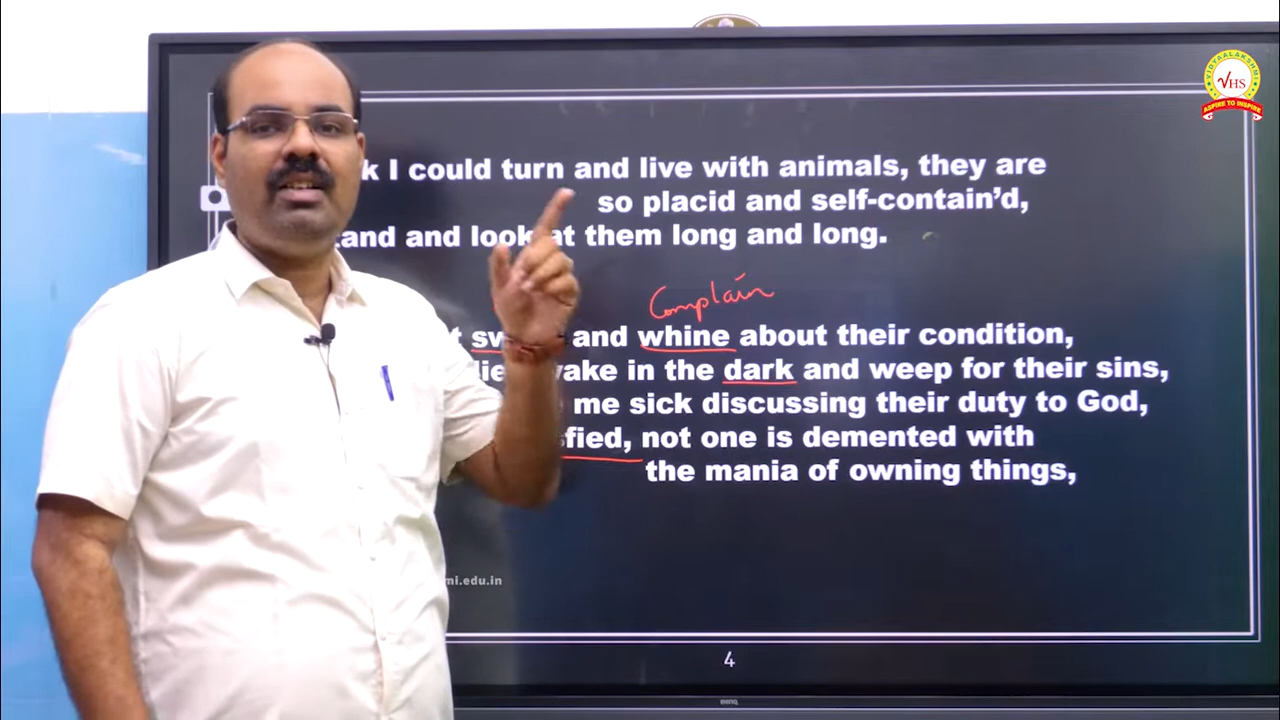 VIDYAALAKSHMI
VHS
ASPIRE TO INSPIRE
k I could turn and live with animals, they are
so placid and self-contain'd,
tand and look at them long and long.
Complain
and whine about their condition,
in the dark and weep for their sins,
me sick discussing their duty to God,
fied, not one is demented with
the mania of owning things,
mi.edu.in
4
BenQ